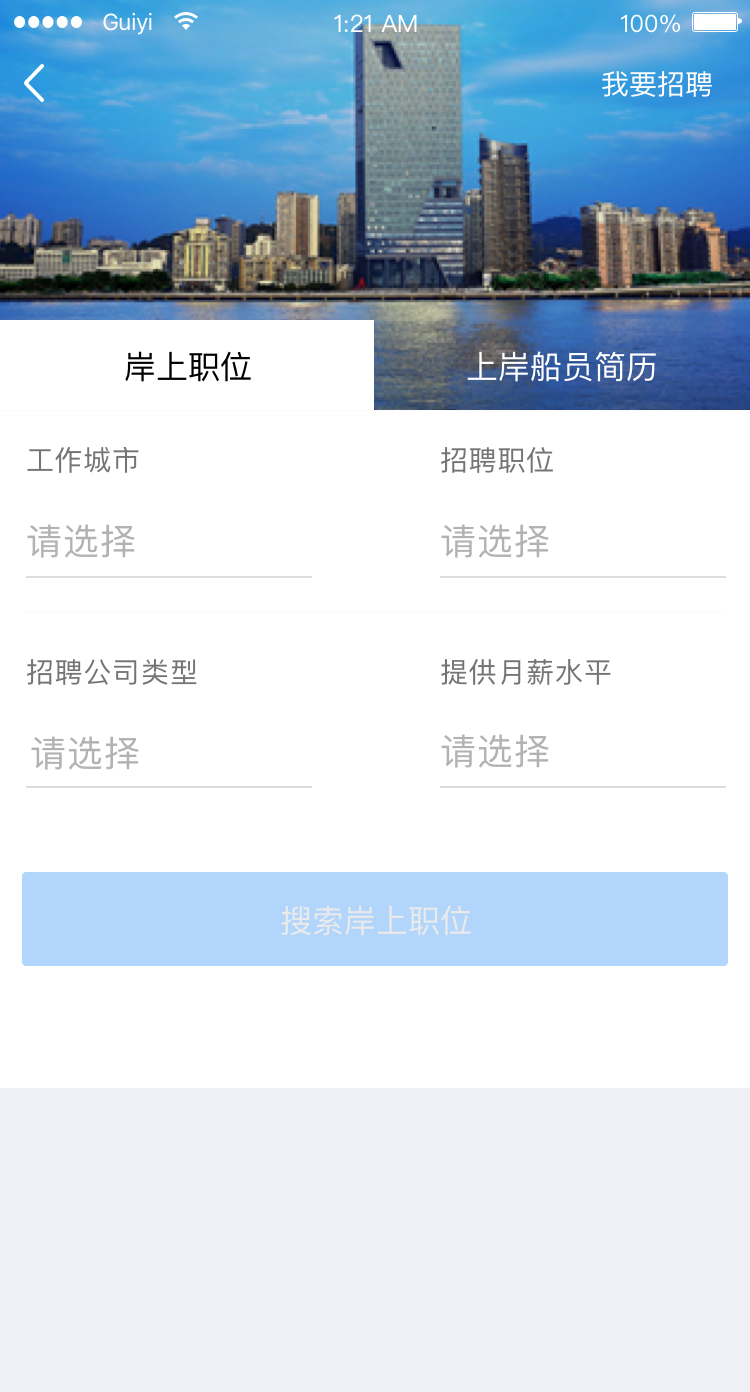 Guiyi 1:21 AM 100%
我要招聘
岸上职位 上岸船员简历
工作城市 招聘职位
请选择 请选择
招聘公司类型 提供月薪水平
请选择 请选择
搜索岸上职位